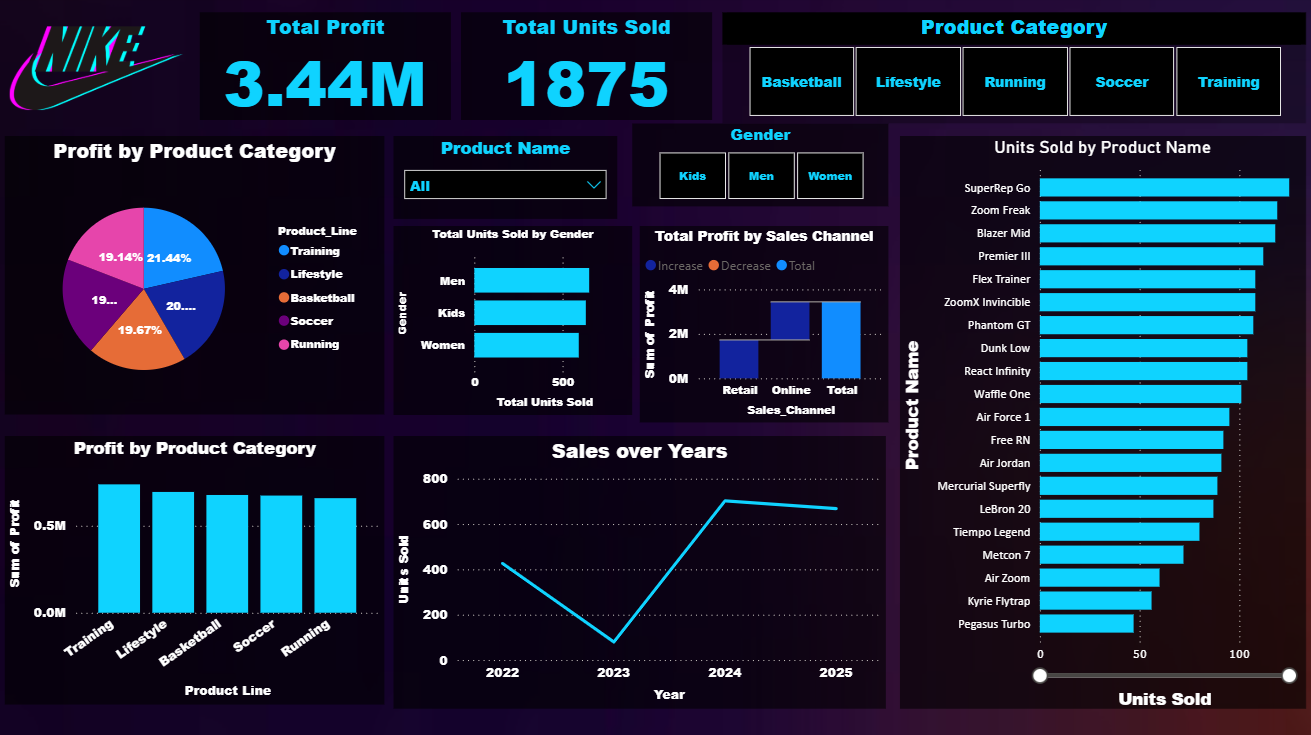 NIKE
Total Profit
3.44M
Total Units Sold
1875
Product Category
Basketball
Lifestyle
Running
Soccer
Training
Profit by Product Category
19.14%
21.44%
19...
20....
19.67%
Product_Line
Training
Lifestyle
Basketball
Soccer
Running
Product Name
All
Gender
Kids
Men
Women
Total Units Sold by Gender
Gender
Men
Kids
Women
0
500
Total Units Sold
Total Profit by Sales Channel
Increase
Decrease
Total
Sum of Profit
4M
2M
0M
Retail
Online
Total
Sales_Channel
Profit by Product Category
Sum of Profit
0.5M
0.0M
Training
Lifestyle
Basketball
Soccer
Running
Product Line
Sales over Years
Units Sold
800
600
400
200
0
2022
2023
2024
2025
Year
Units Sold by Product Name
Product Name
SuperRep Go
Zoom Freak
Blazer Mid
Premier III
Flex Trainer
ZoomX Invincible
Phantom GT
Dunk Low
React Infinity
Waffle One
Air Force 1
Free RN
Air Jordan
Mercurial Superfly
LeBron 20
Tiempo Legend
Metcon 7
Air Zoom
Kyrie Flytrap
Pegasus Turbo
0
50
100
Units Sold